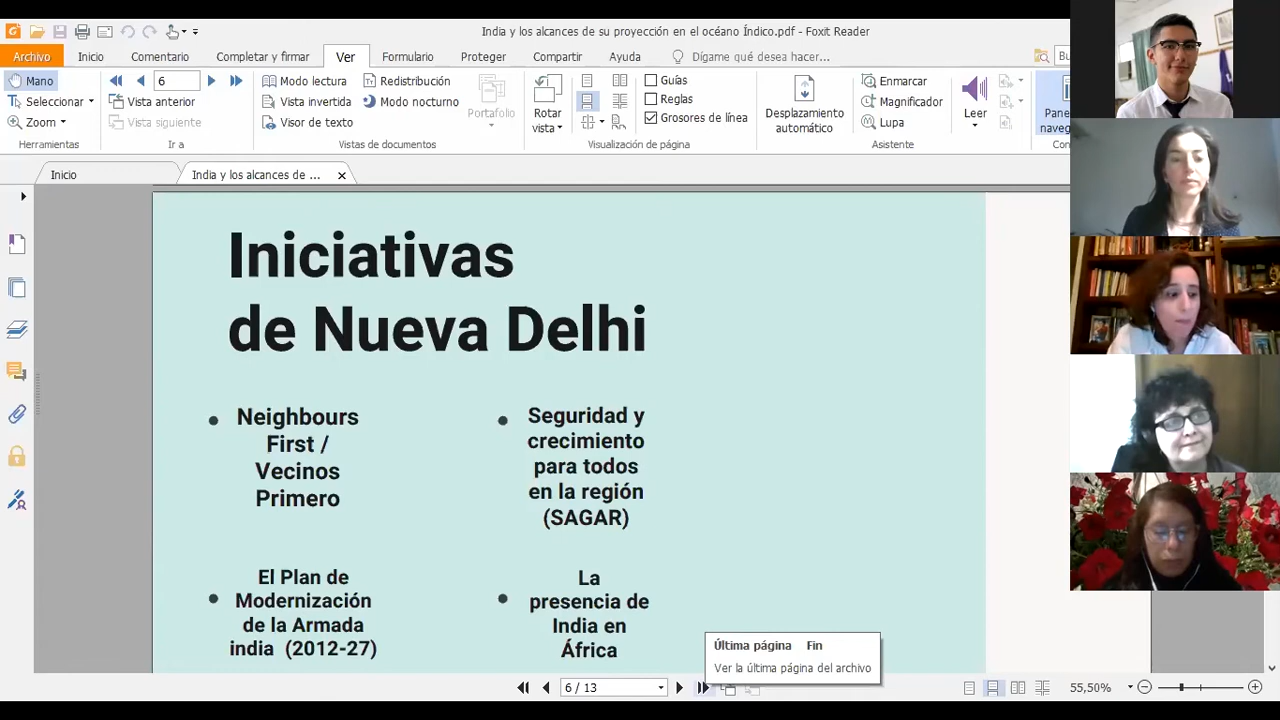 India y los alcances de su proyección en el océano Índico.pdf - Foxit Reader
Archivo Inicio Comentario Completar y firmar Ver Formulario Proteger Compartir Ayuda Dígame qué desea hacer...
Mano 6 Modo lectura Redistribución Guías Enmarcar
Seleccionar Vista anterior Vista invertida Modo nocturno Reglas Magnificador
Zoom Vista siguiente Visor de texto Grosores de línea Lupa
Portafolio
Rotar
vista
Desplazamiento
automático
Leer
Herramientas Ir a Vistas de documentos Visualización de página Asistente
Inicio India y los alcances de ...
Iniciativas
de Nueva Delhi
Neighbours
First /
Vecinos
Primero
Seguridad y
crecimiento
para todos
en la región
(SAGAR)
El Plan de
Modernización
de la Armada
india (2012-27)
La
presencia de
India en
África
Última página Fin
Ver la última página del archivo
6 / 13 55,50%